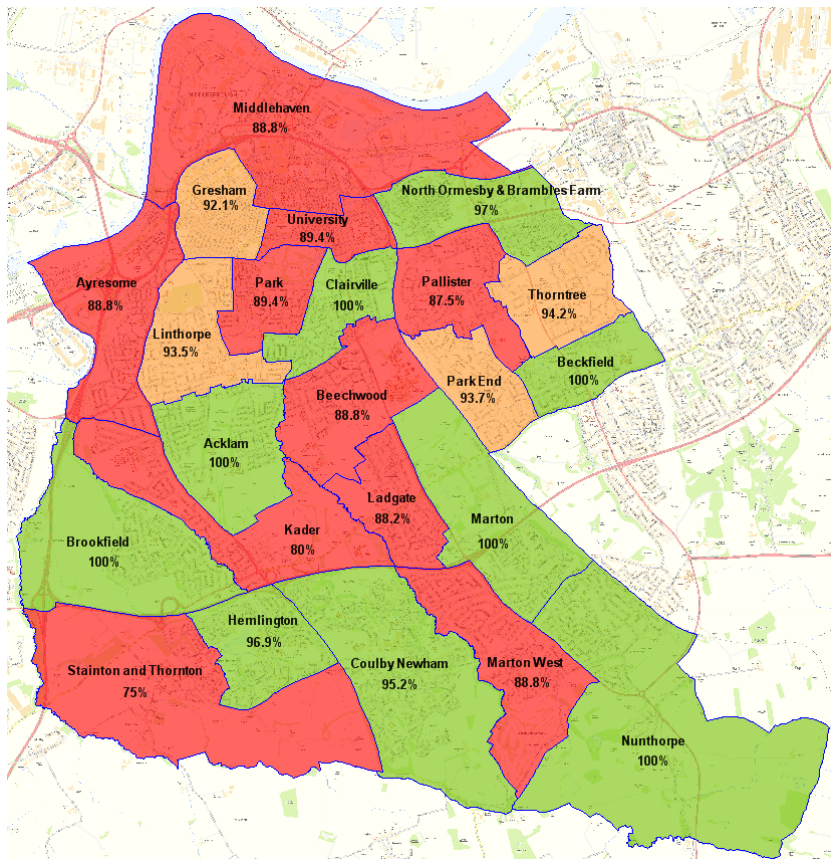 Middlehaven
88.8%
Gresham
92.1%
North Ormesby & Brambles Farm
97%
University
89.4%
Ayresome
88.8%
Park
89.4%
Clairville
100%
Pallister
87.5%
Thorntree
94.2%
Linthorpe
93.5%
Beckfield
100%
Park End
93.7%
Beechwood
88.8%
Acklam
100%
Ladgate
88.2%
Marton
100%
Kader
80%
Brookfield
100%
Hemlington
96.9%
Stainton and Thornton
75%
Coulby Newham
95.2%
Marton West
88.8%
Nunthorpe
100%